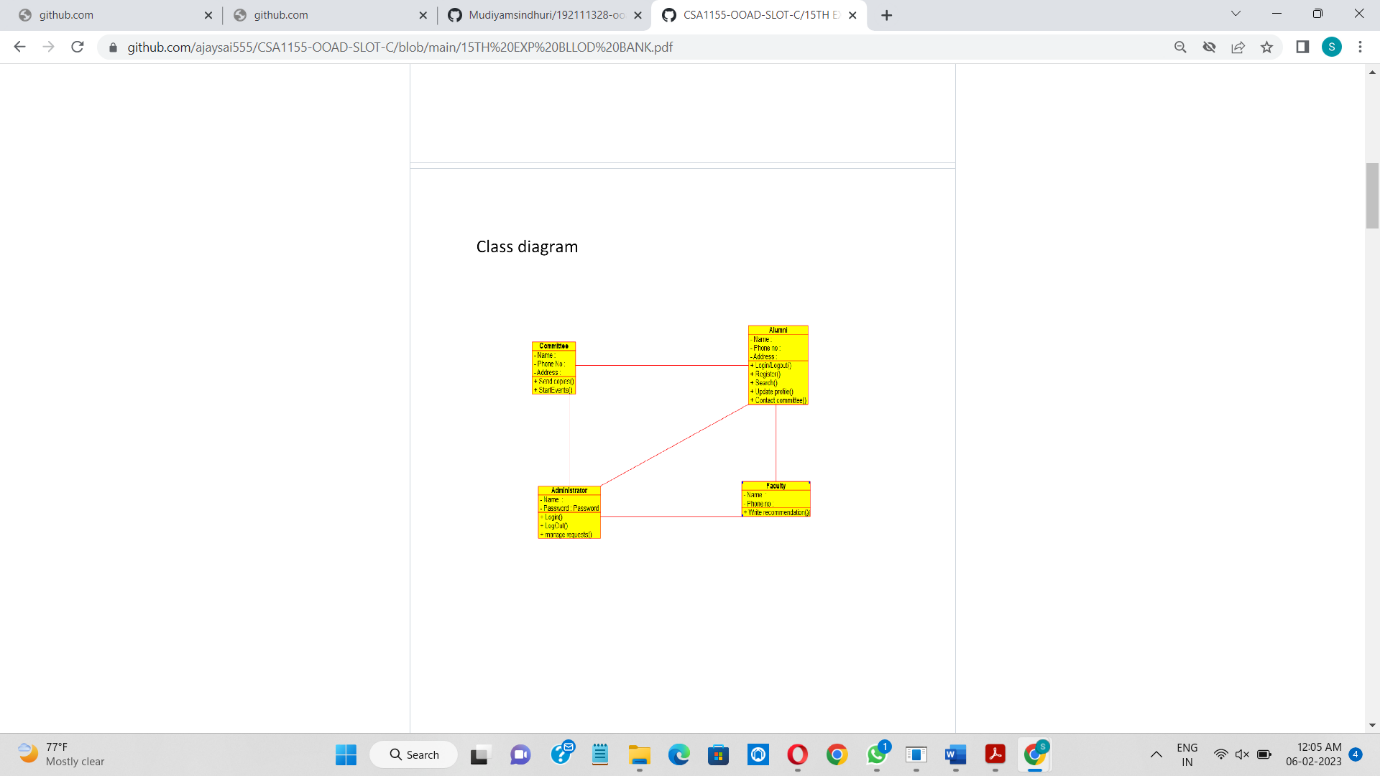 github.com
github.com
Mudiyamsindhuri/192111328-oo
CSA1155-OOAD-SLOT-C/15TH E
github.com/ajaysai555/CSA1155-OOAD-SLOT-C/blob/main/15TH%20EXP%20BLLOD%20BANK.pdf
S
Class diagram
Alumni
- Name :
- Phone no :
- Address :
+ Login/Logout()
+ Register()
+ Search()
+ Update profile()
+ Contact committee()
Committee
- Name :
- Phone No :
- Address :
+ Send copies()
+ StartEvents()
Administrator
- Name :
- Password : Password
+ Login()
+ LogOut()
+ manage requests()
Faculty
- Name
- Phone no
+ Write recommendation()
77°F
Mostly clear
Search
1
S
ENG
IN
12:05 AM
06-02-2023
4